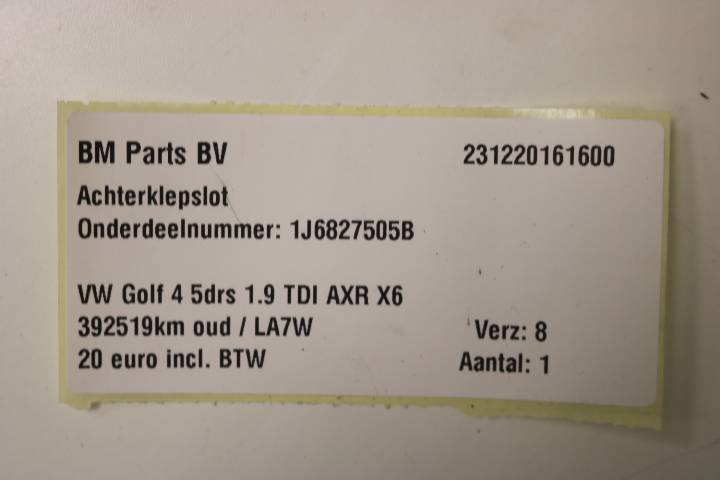 BM Parts BV 231220161600
Achterklepslot
Onderdeelnummer: 1J6827505B
VW Golf 4 5drs 1.9 TDI AXR X6
392519km oud / LA7W Verz: 8
20 euro incl. BTW Aantal: 1